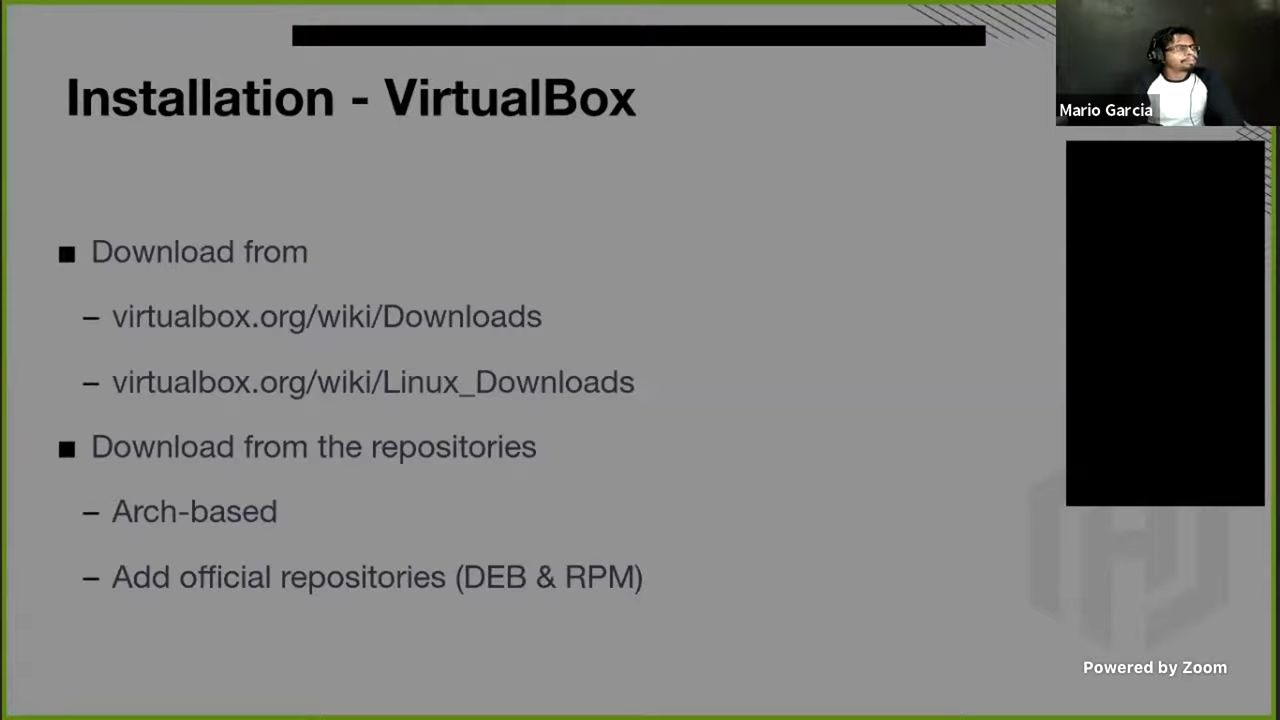 Installation - VirtualBox
Mario Garcia
■ Download from
– virtualbox.org/wiki/Downloads
– virtualbox.org/wiki/Linux_Downloads
■ Download from the repositories
– Arch-based
– Add official repositories (DEB & RPM)
Powered by Zoom